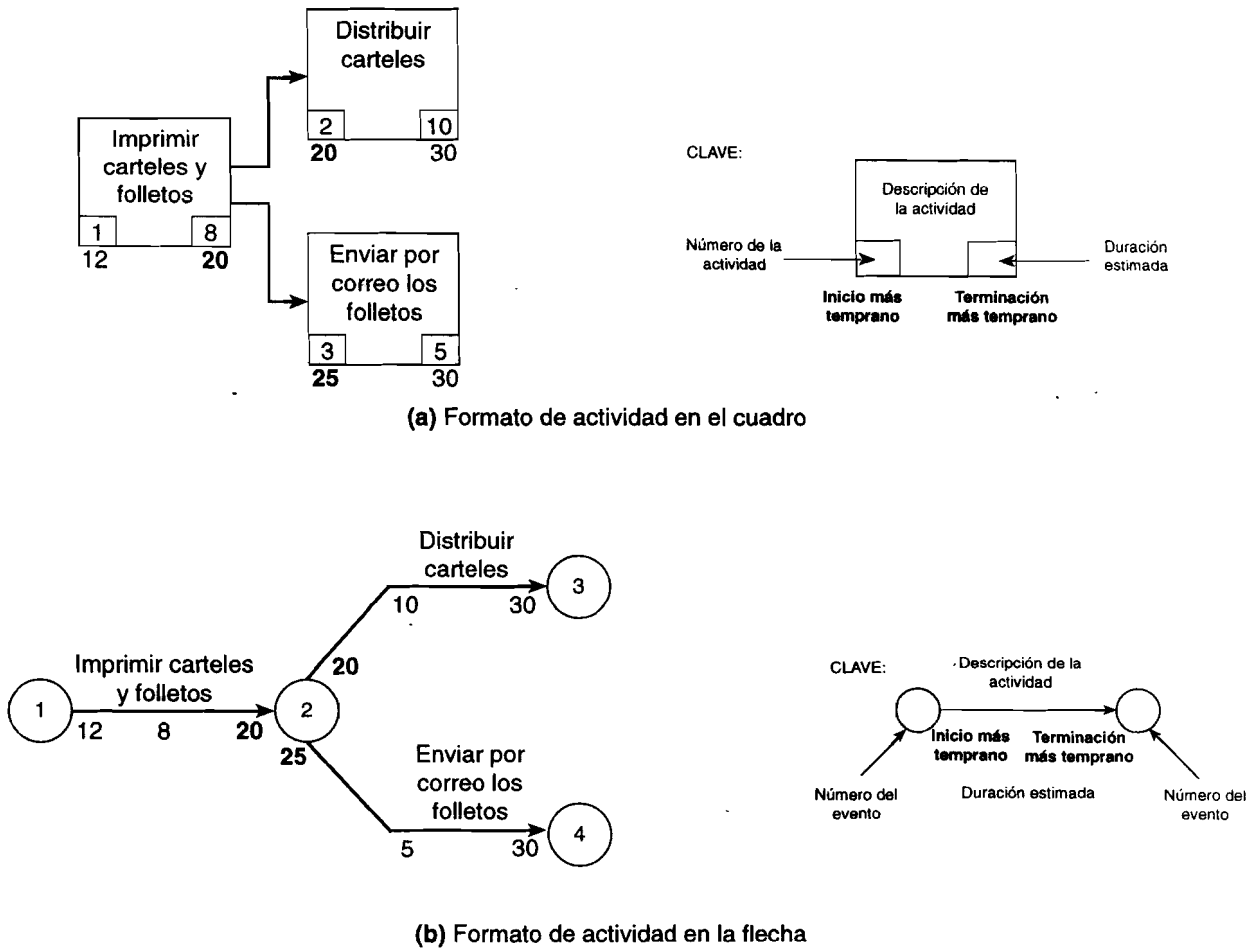 Distribuir
carteles
2
10
20
30
Imprimir
carteles y
folletos
1
8
12
20
Enviar por
correo los
folletos
3
5
25
30
CLAVE:
Descripción de
la actividad
Número de la
actividad
Duración
estimada
Inicio más
temprano
Terminación
más temprano
(a) Formato de actividad en el cuadro
Distribuir
carteles
10
30
3
20
Imprimir carteles
y folletos
1
12
8
20
2
25
Enviar por
correo los
folletos
5
30
4
CLAVE:
Descripción de la
actividad
Inicio más
temprano
Terminación
más temprano
Número del
evento
Duración estimada
Número del
evento
(b) Formato de actividad en la flecha